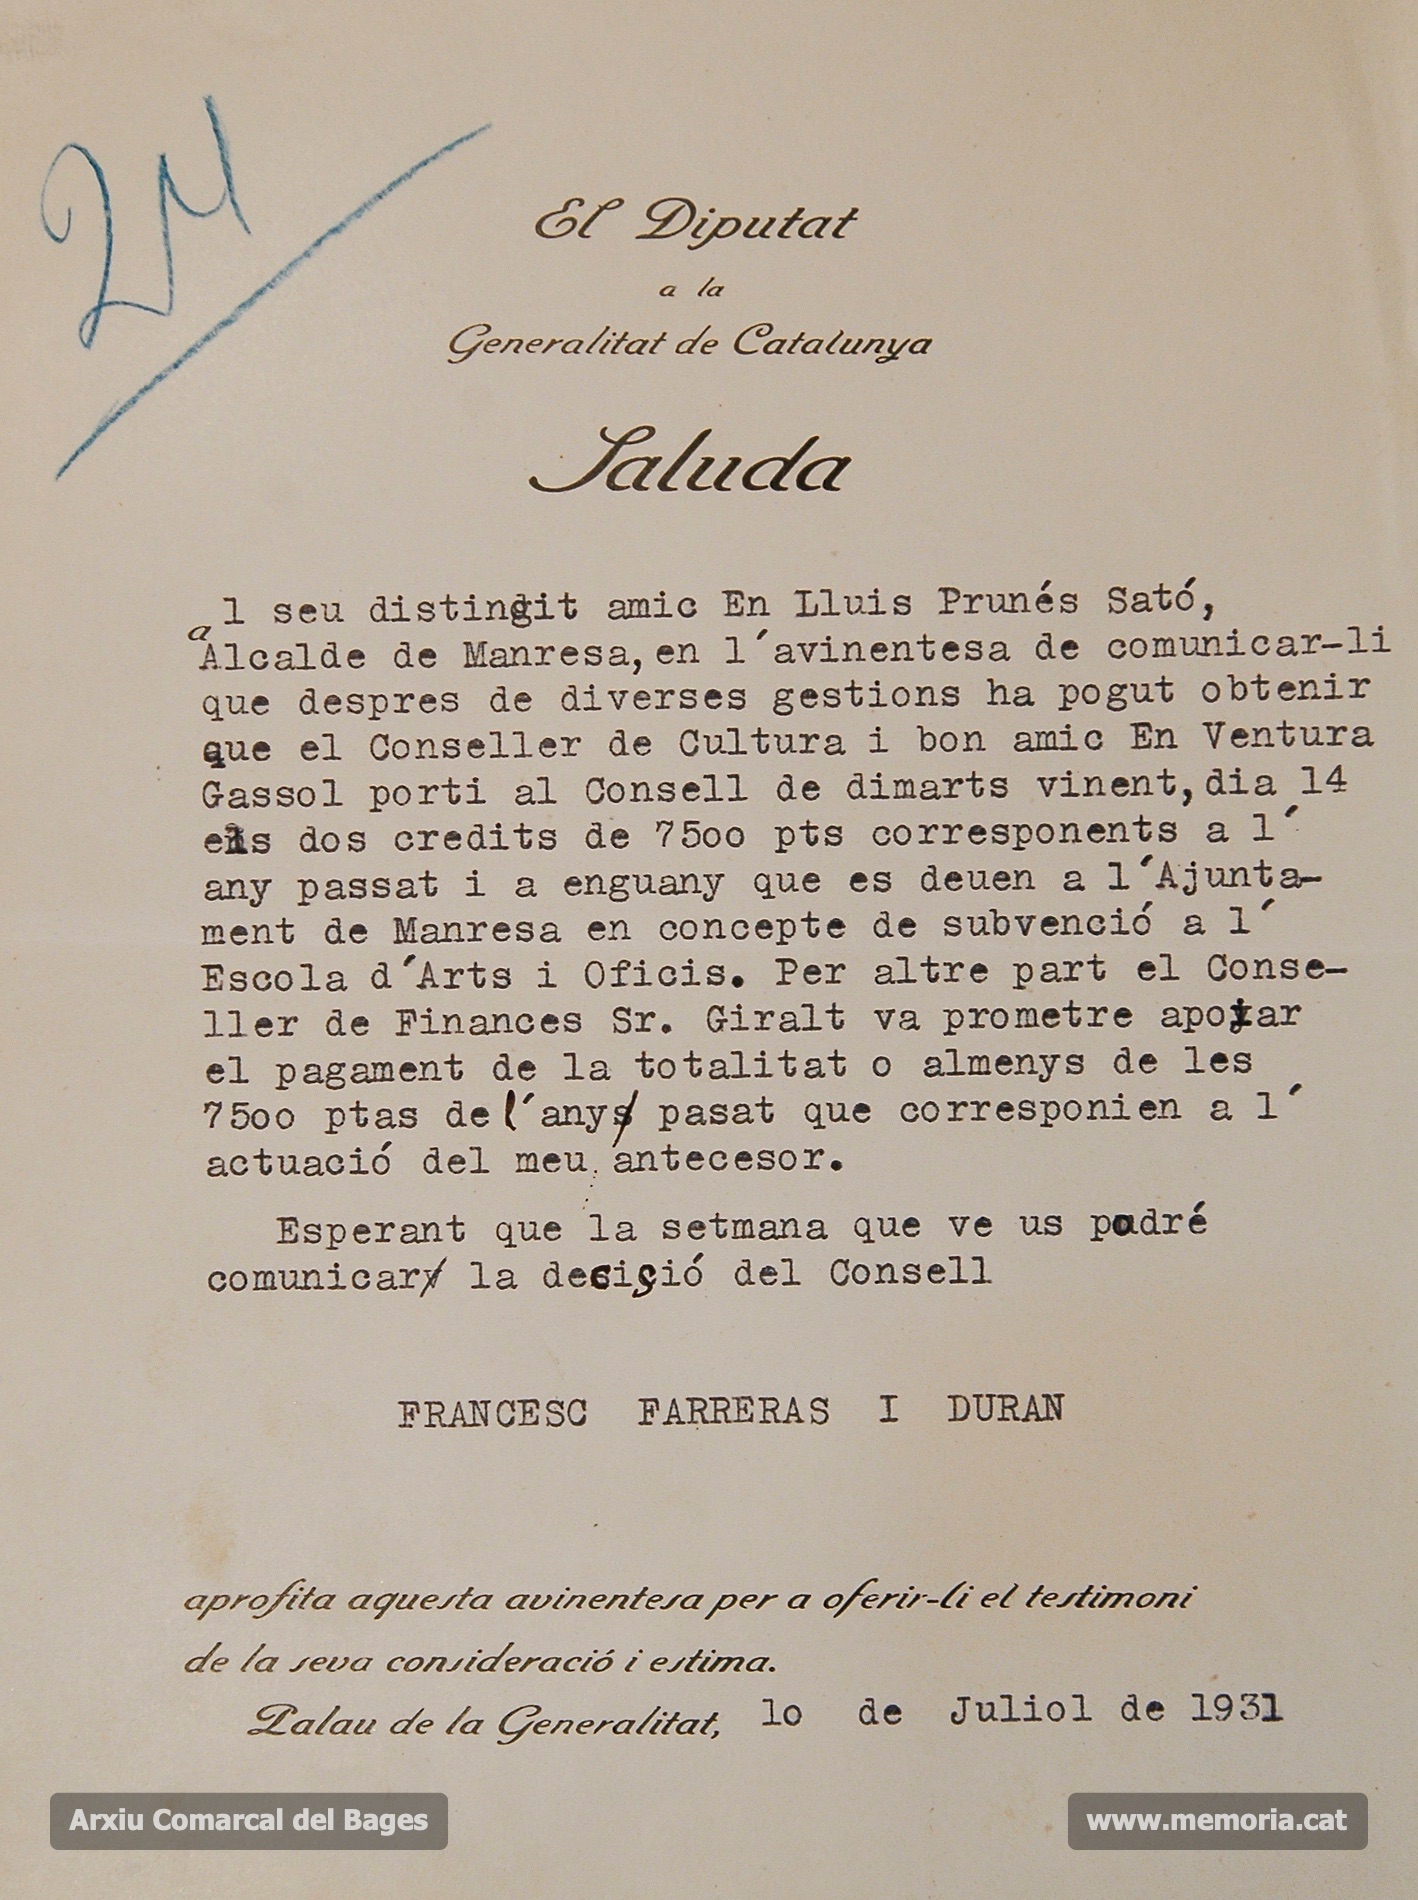 24
El Diputat
a la
Generalitat de Catalunya
Saluda
al seu distingit amic En Lluis Prunés Sató,
Alcalde de Manresa, en l´avinentesa de comunicar-li
que despres de diverses gestions ha pogut obtenir
que el Conseller de Cultura i bon amic En Ventura
Gassol porti al Consell de dimarts vinent, dia 14
els dos credits de 7500 pts corresponents a l´
any passat i a enguany que es deuen a l´Ajunta-
ment de Manresa en concepte de subvenció a l´
Escola d´Arts i Oficis. Per altre part el Conse-
ller de Finances Sr. Giralt va prometre apoiar
el pagament de la totalitat o almenys de les
7500 ptas de l´any pasat que corresponien a l´
actuació del meu antecesor.
Esperant que la setmana que ve us podré
comunicar la decisió del Consell
FRANCESC FARRERAS I DURAN
aprofita aquesta avinentesa per a oferir-li el testimoni
de la seva consideració i estima.
Palau de la Generalitat, 10 de Juliol de 1931
Arxiu Comarcal del Bages
www.memoria.cat